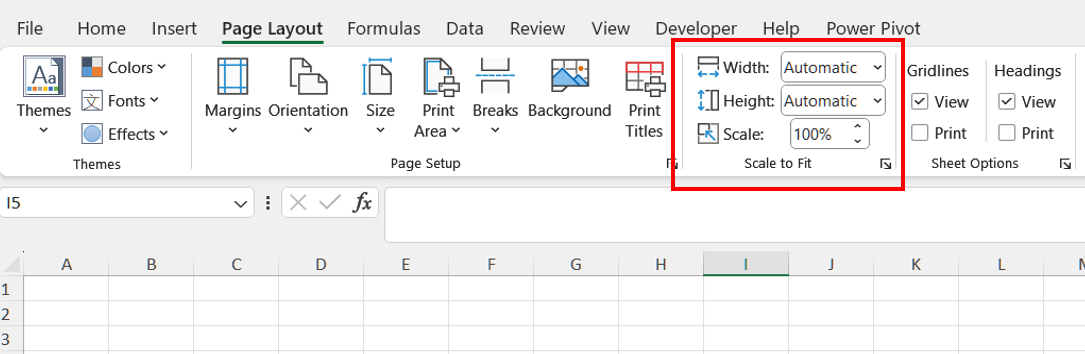 File Home Insert Page Layout Formulas Data Review View Developer Help Power Pivot
Aa
Themes
Colors
Fonts
Effects
Themes
Margins
Orientation
Size
Print
Area
Breaks
Background
Print
Titles
Page Setup
Width: Automatic
Height: Automatic
Scale: 100%
Scale to Fit
Gridlines
View
Print
Headings
View
Print
Sheet Options
I5
fx
A B C D E F G H I J K L M
1
2
3